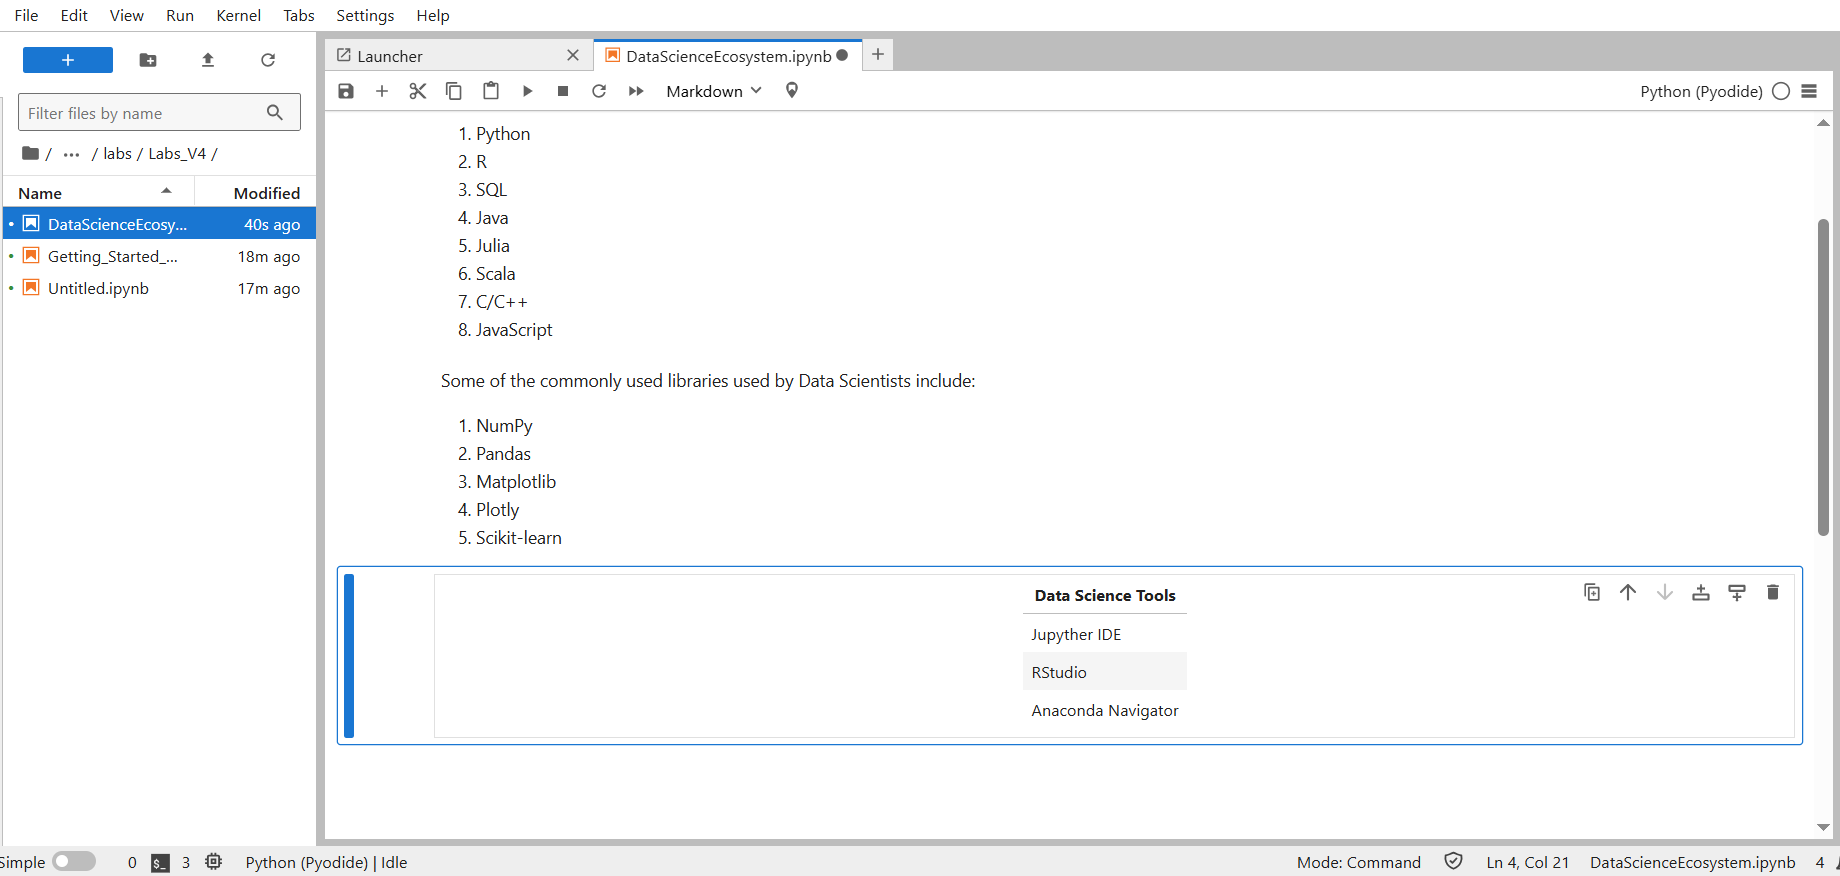 File Edit View Run Kernel Tabs Settings Help
Launcher
DataScienceEcosystem.ipynb
Markdown
Python (Pyodide)
Filter files by name
/ ... / labs / Labs_V4 /
Name Modified
DataScienceEcosy... 40s ago
Getting_Started_... 18m ago
Untitled.ipynb 17m ago
1. Python
2. R
3. SQL
4. Java
5. Julia
6. Scala
7. C/C++
8. JavaScript
Some of the commonly used libraries used by Data Scientists include:
1. NumPy
2. Pandas
3. Matplotlib
4. Plotly
5. Scikit-learn
Data Science Tools
Jupyther IDE
RStudio
Anaconda Navigator
Simple 0 $_ 3 Python (Pyodide) | Idle Mode: Command Ln 4, Col 21 DataScienceEcosystem.ipynb 4